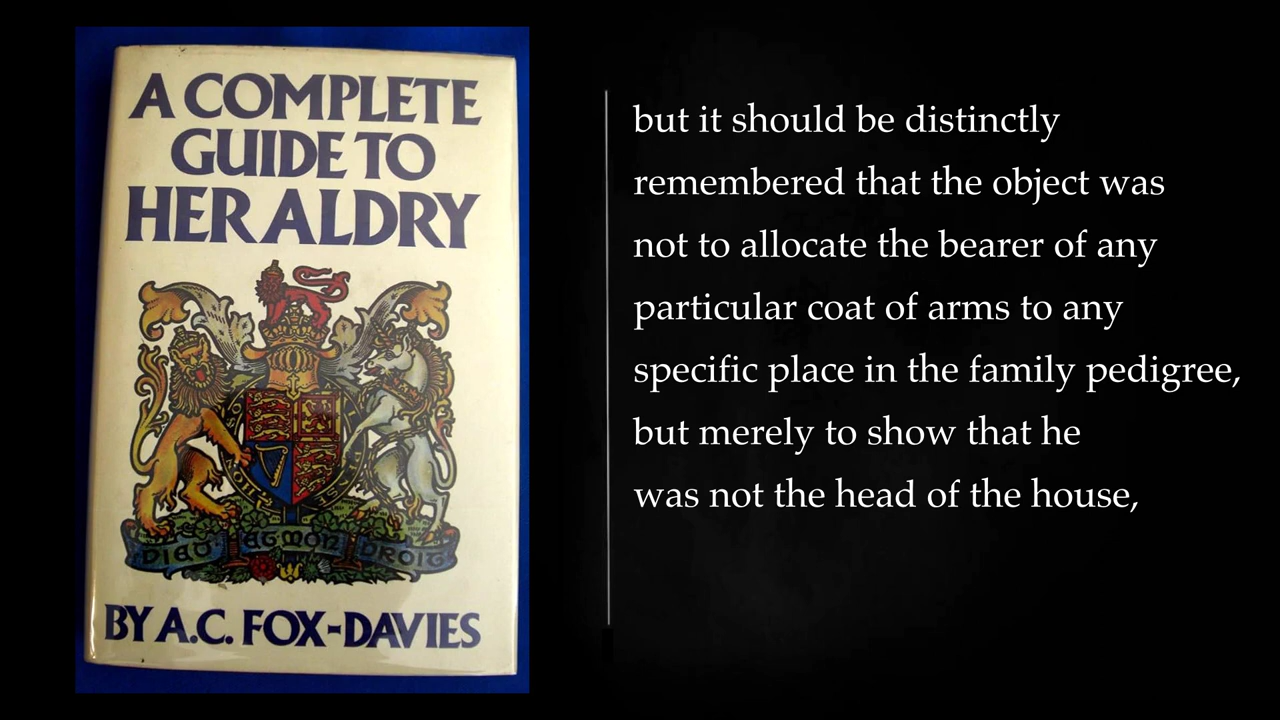 A COMPLETE
GUIDE TO
HERALDRY
DIEU ET MON DROIT
BY A.C. FOX-DAVIES
but it should be distinctly
remembered that the object was
not to allocate the bearer of any
particular coat of arms to any
specific place in the family pedigree,
but merely to show that he
was not the head of the house,